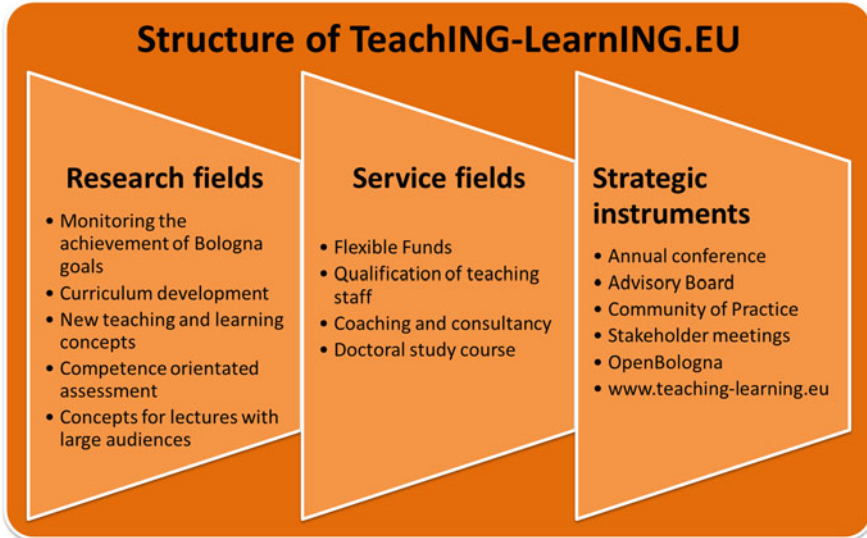 Structure of TeachING-LearnING.EU
Research fields
• Monitoring the
achievement of Bologna
goals
• Curriculum development
• New teaching and learning
concepts
• Competence orientated
assessment
• Concepts for lectures with
large audiences
Service fields
• Flexible Funds
• Qualification of teaching
staff
• Coaching and consultancy
• Doctoral study course
Strategic
instruments
• Annual conference
• Advisory Board
• Community of Practice
• Stakeholder meetings
• OpenBologna
• www.teaching-learning.eu